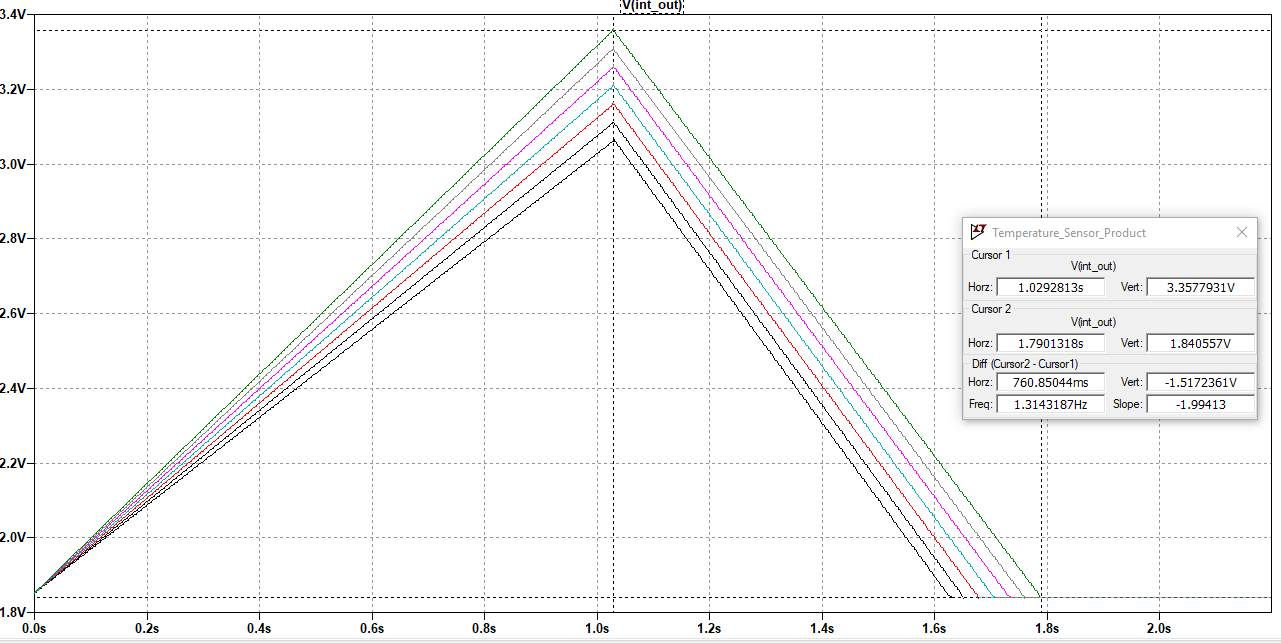 V(int_out)
3.4V
3.2V
3.0V
2.8V
2.6V
2.4V
2.2V
2.0V
1.8V
0.0s 0.2s 0.4s 0.6s 0.8s 1.0s 1.2s 1.4s 1.6s 1.8s 2.0s
Temperature_Sensor_Product
Cursor 1
V(int_out)
Horz: 1.0292813s Vert: 3.3577931V
Cursor 2
V(int_out)
Horz: 1.7901318s Vert: 1.840557V
Diff (Cursor2 - Cursor1)
Horz: 760.85044ms Vert: -1.5172361V
Freq: 1.3143187Hz Slope: -1.99413